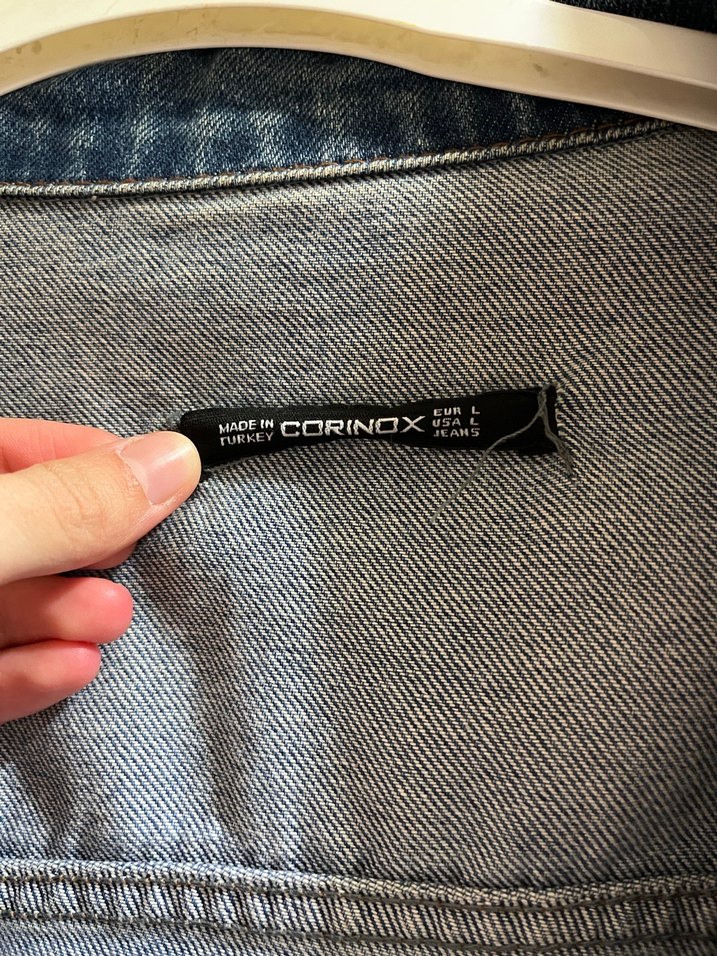 MADE IN
TURKEY
CORINOX
EUR L
USA L
JEANS